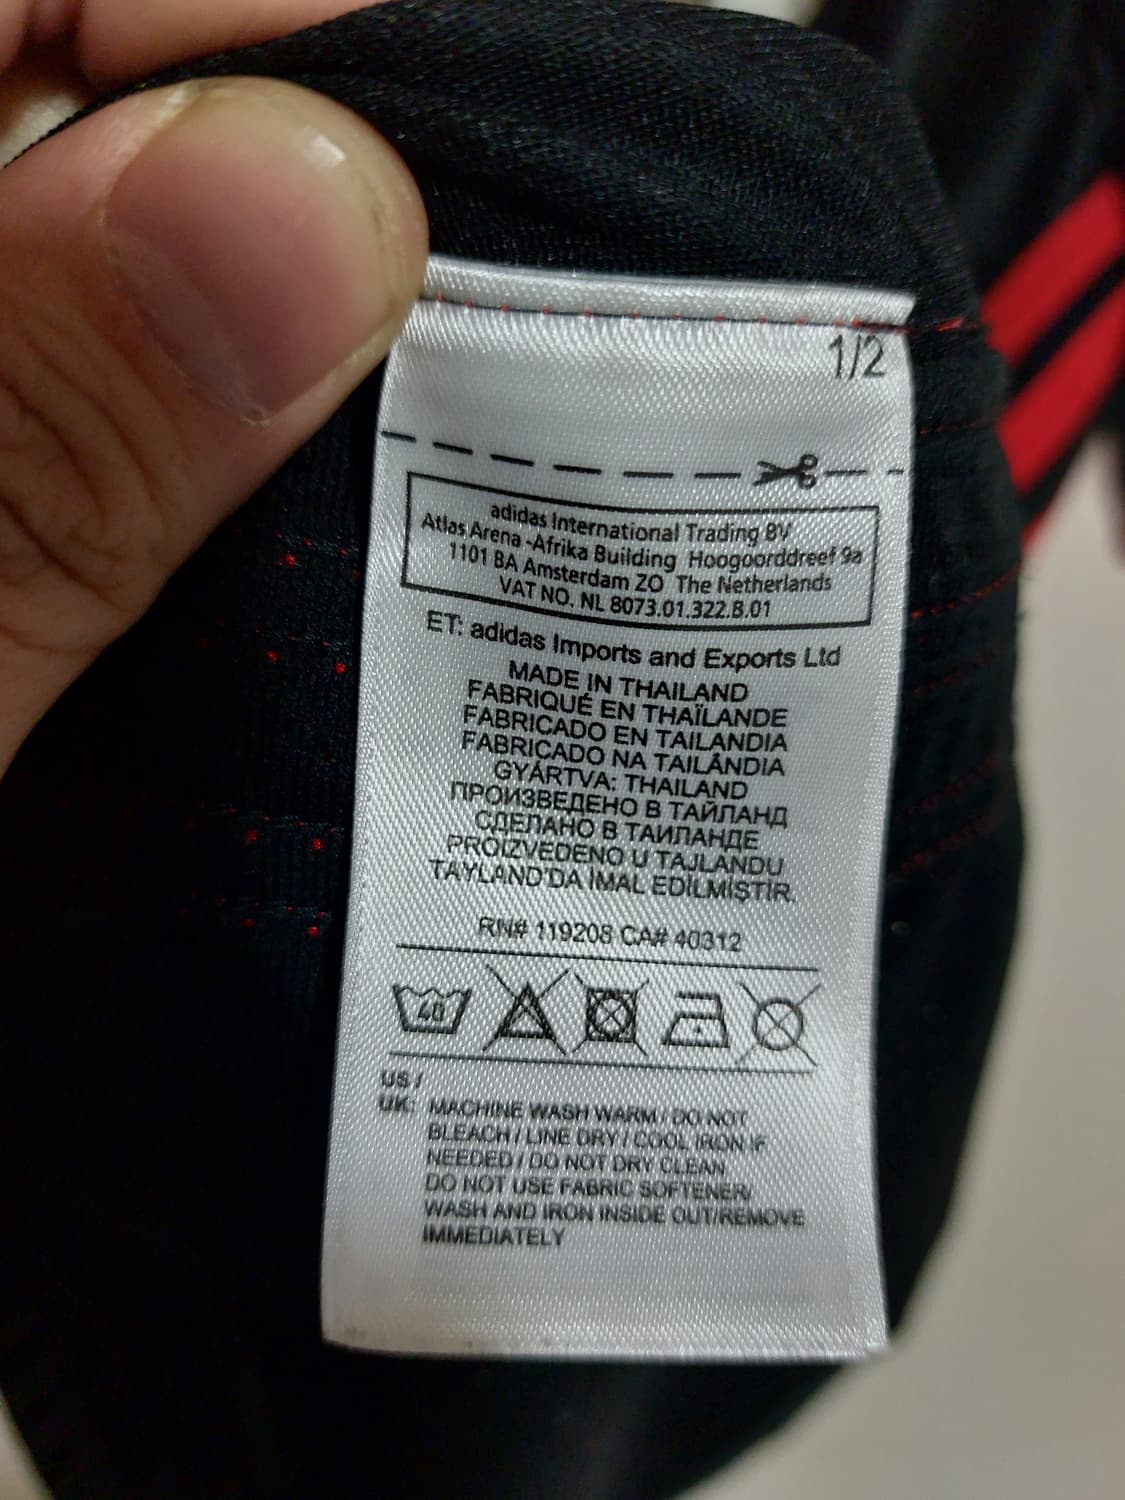 1/2
adidas International Trading BV
Atlas Arena -Afrika Building Hoogoorddreef 9a
1101 BA Amsterdam ZO The Netherlands
VAT NO. NL 8073.01.322.B.01
ET: adidas Imports and Exports Ltd
MADE IN THAILAND
FABRIQUÉ EN THAÏLANDE
FABRICADO EN TAILANDIA
FABRICADO NA TAILÂNDIA
GYÁRTVA: THAILAND
ПРОИЗВЕДЕНО В ТАЙЛАНД
СДЕЛАНО В ТАИЛАНДЕ
PROIZVEDENO U TAJLANDU
TAYLAND'DA İMAL EDİLMİŞTİR.
RN# 119208 CA# 40312
40
US /
UK: MACHINE WASH WARM / DO NOT
BLEACH / LINE DRY / COOL IRON IF
NEEDED / DO NOT DRY CLEAN
DO NOT USE FABRIC SOFTENER/
WASH AND IRON INSIDE OUT/REMOVE
IMMEDIATELY